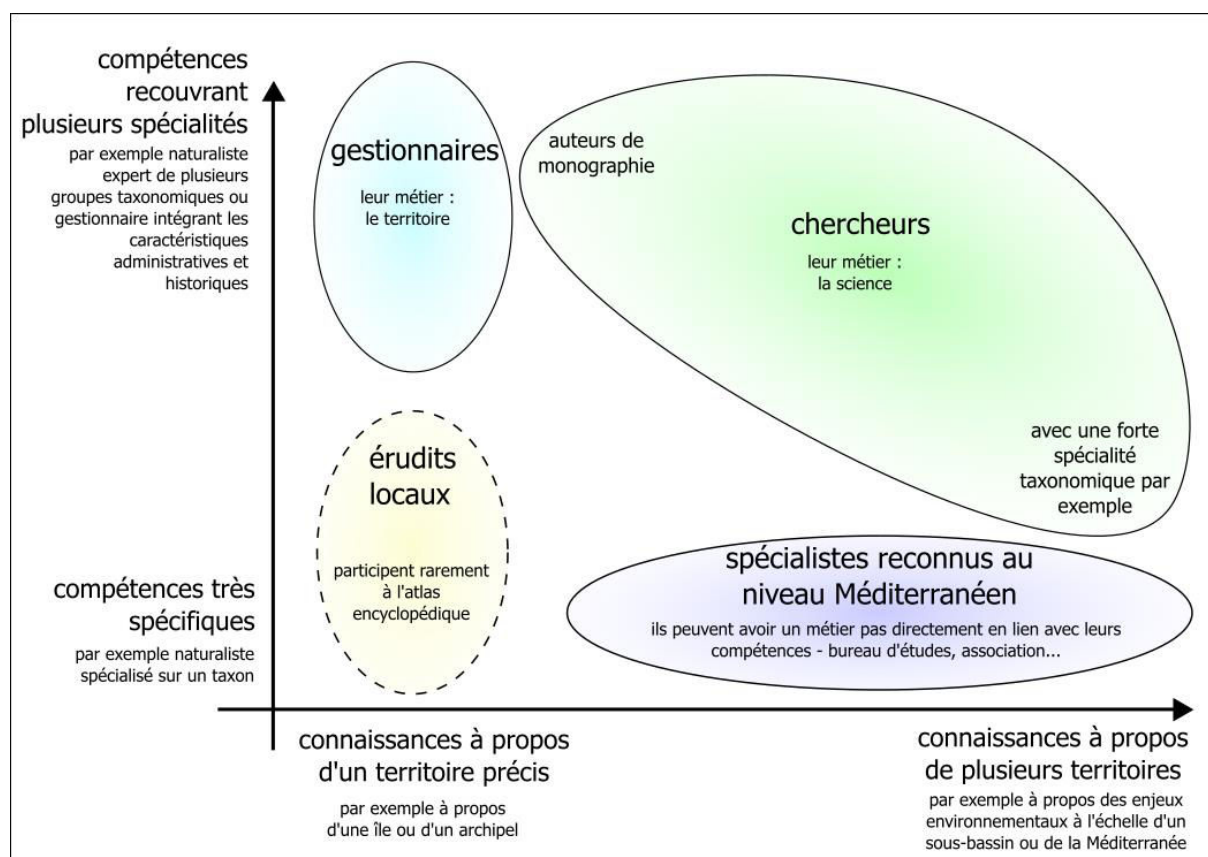 compétences
recouvrant
plusieurs spécialités
par exemple naturaliste
expert de plusieurs
groupes taxonomiques ou
gestionnaire intégrant les
caractéristiques
administratives et
historiques
gestionnaires
leur métier :
le territoire
auteurs de
monographie
chercheurs
leur métier :
la science
avec une forte
spécialité
taxonomique par
exemple
érudits
locaux
participent rarement
à l'atlas
encyclopédique
spécialistes reconnus au
niveau Méditerranéen
ils peuvent avoir un métier pas directement en lien avec leurs
compétences - bureau d'études, association...
compétences très
spécifiques
par exemple naturaliste
spécialisé sur un taxon
connaissances à propos
d'un territoire précis
par exemple à propos
d'une île ou d'un archipel
connaissances à propos
de plusieurs territoires
par exemple à propos des enjeux
environnementaux à l'échelle d'un
sous-bassin ou de la Méditerranée